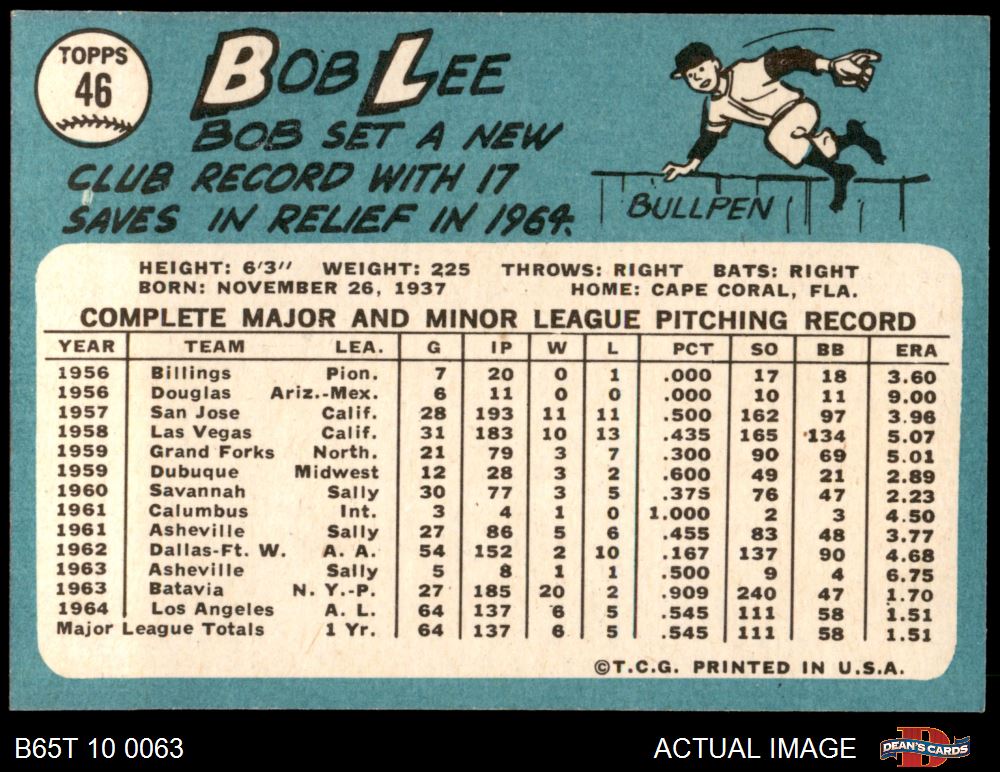 TOPPS
46
BOB LEE
BOB SET A NEW
CLUB RECORD WITH 17
SAVES IN RELIEF IN 1964.
BULLPEN
HEIGHT: 6'3" WEIGHT: 225 THROWS: RIGHT BATS: RIGHT
BORN: NOVEMBER 26, 1937 HOME: CAPE CORAL, FLA.
COMPLETE MAJOR AND MINOR LEAGUE PITCHING RECORD
YEAR TEAM LEA. G IP W L PCT SO BB ERA
1956 Billings Pion. 7 20 0 1 .000 17 18 3.60
1956 Douglas Ariz.-Mex. 6 11 0 0 .000 10 11 9.00
1957 San Jose Calif. 28 193 11 11 .500 162 97 3.96
1958 Las Vegas Calif. 31 183 10 13 .435 165 134 5.07
1959 Grand Forks North. 21 79 3 7 .300 90 69 5.01
1959 Dubuque Midwest 12 28 3 2 .600 49 21 2.89
1960 Savannah Sally 30 77 3 5 .375 76 47 2.23
1961 Calumbus Int. 3 4 1 0 1.000 2 3 4.50
1961 Asheville Sally 27 86 5 6 .455 83 48 3.77
1962 Dallas-Ft. W. A. A. 54 152 2 10 .167 137 90 4.68
1963 Asheville Sally 5 8 1 1 .500 9 4 6.75
1963 Batavia N. Y.-P. 27 185 20 2 .909 240 47 1.70
1964 Los Angeles A. L. 64 137 6 5 .545 111 58 1.51
Major League Totals 1 Yr. 64 137 6 5 .545 111 58 1.51
©T.C.G. PRINTED IN U.S.A.
B65T 10 0063
ACTUAL IMAGE
DEAN'S CARDS